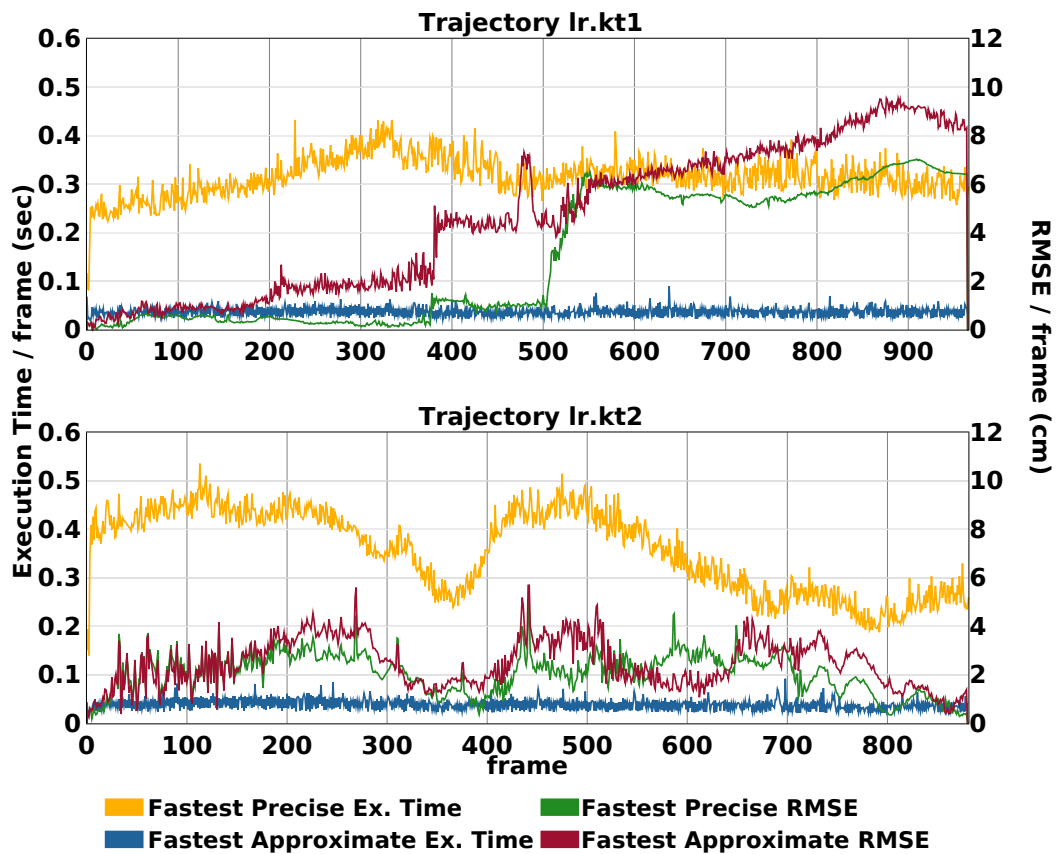 Trajectory lr.kt1
0.6
0.5
0.4
0.3
0.2
0.1
0
12
10
8
6
4
2
0
0 100 200 300 400 500 600 700 800 900
Execution Time / frame (sec)
RMSE / frame (cm)
Trajectory lr.kt2
0.6
0.5
0.4
0.3
0.2
0.1
0
12
10
8
6
4
2
0
0 100 200 300 400 500 600 700 800
frame
Fastest Precise Ex. Time
Fastest Precise RMSE
Fastest Approximate Ex. Time
Fastest Approximate RMSE